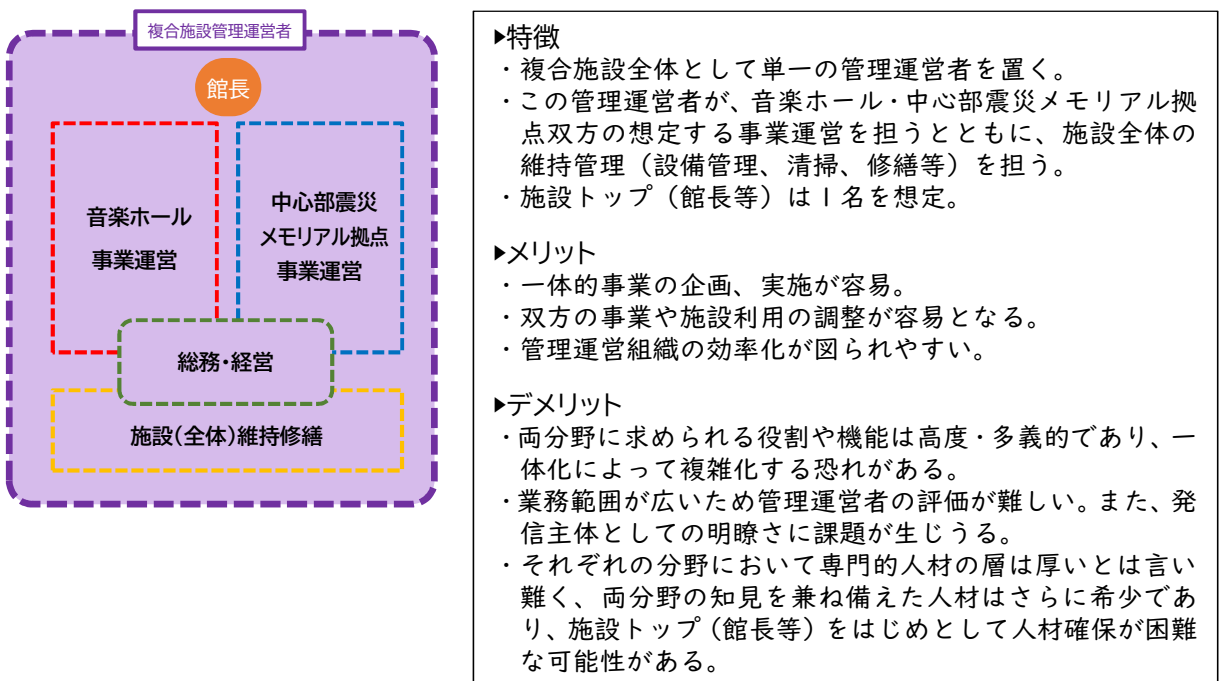 複合施設管理運営者
館長
音楽ホール
事業運営
中心部震災
メモリアル拠点
事業運営
総務・経営
施設(全体)維持修繕
▶特徴
・複合施設全体として単一の管理運営者を置く。
・この管理運営者が、音楽ホール・中心部震災メモリアル拠
点双方の想定する事業運営を担うとともに、施設全体の
維持管理（設備管理、清掃、修繕等）を担う。
・施設トップ（館長等）は１名を想定。
▶メリット
・一体的事業の企画、実施が容易。
・双方の事業や施設利用の調整が容易となる。
・管理運営組織の効率化が図られやすい。
▶デメリット
・両分野に求められる役割や機能は高度・多義的であり、一
体化によって複雑化する恐れがある。
・業務範囲が広いため管理運営者の評価が難しい。また、発
信主体としての明瞭さに課題が生じうる。
・それぞれの分野において専門的人材の層は厚いとは言い
難く、両分野の知見を兼ね備えた人材はさらに希少であ
り、施設トップ（館長等）をはじめとして人材確保が困難
な可能性がある。